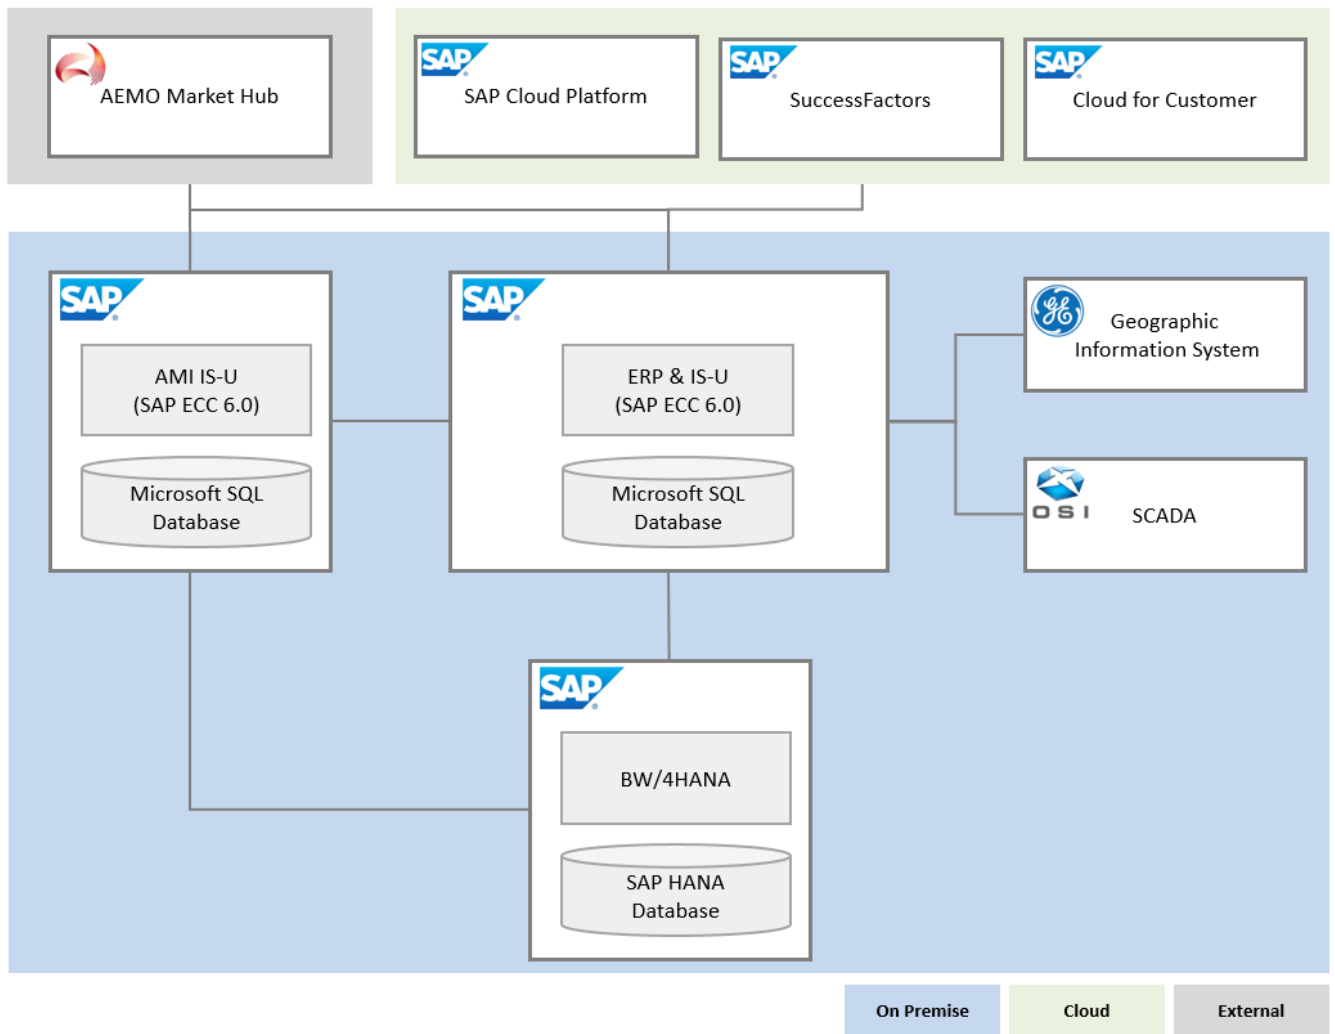 AEMO Market Hub
SAP
SAP Cloud Platform
SAP
SuccessFactors
SAP
Cloud for Customer
SAP
AMI IS-U
(SAP ECC 6.0)
Microsoft SQL
Database
SAP
ERP & IS-U
(SAP ECC 6.0)
Microsoft SQL
Database
GE
Geographic
Information System
OSI
SCADA
SAP
BW/4HANA
SAP HANA
Database
On Premise
Cloud
External